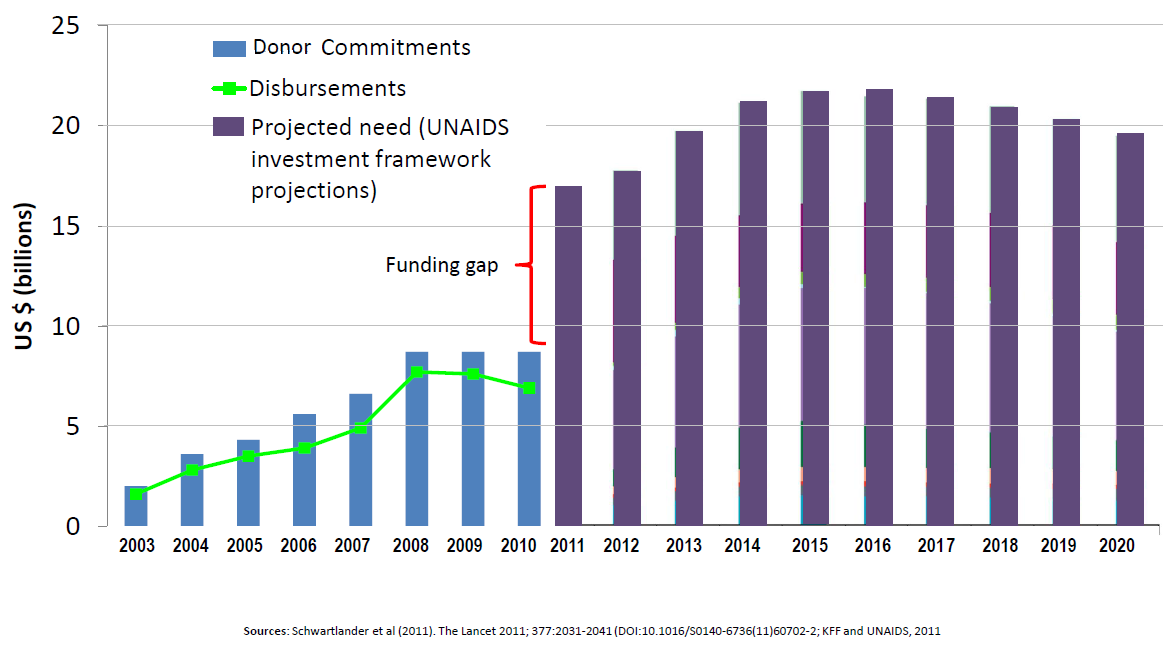 25
Donor Commitments
Disbursements
20
Projected need (UNAIDS
investment framework
projections)
15
Funding gap
US $ (billions)
10
5
0
2003 2004 2005 2006 2007 2008 2009 2010 2011 2012 2013 2014 2015 2016 2017 2018 2019 2020
Sources: Schwartlander et al (2011). The Lancet 2011; 377:2031-2041 (DOI:10.1016/S0140-6736(11)60702-2; KFF and UNAIDS, 2011